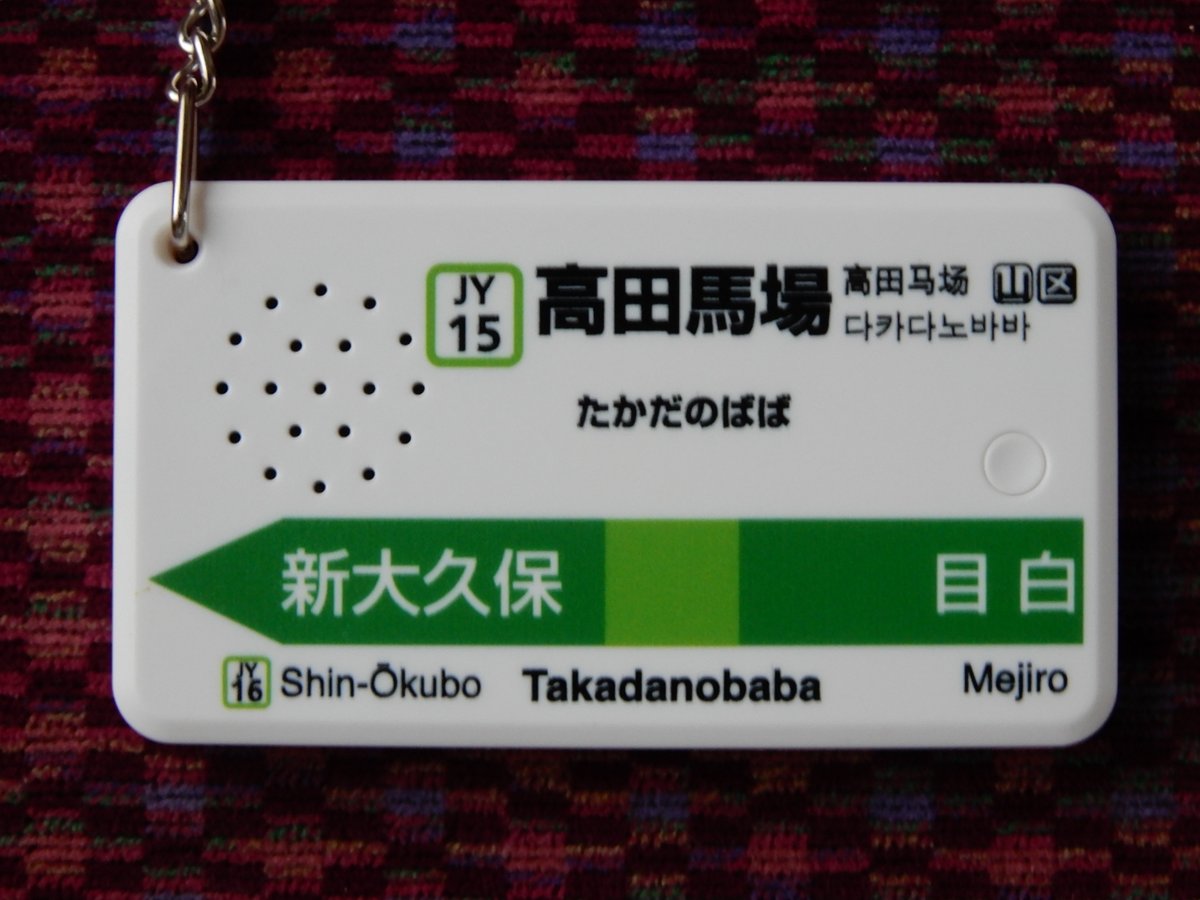 JY
15
高田馬場
高田马场 山 区
다카다노바바
たかだのばば
新大久保 目白
JY
16
Shin-Ōkubo Takadanobaba Mejiro